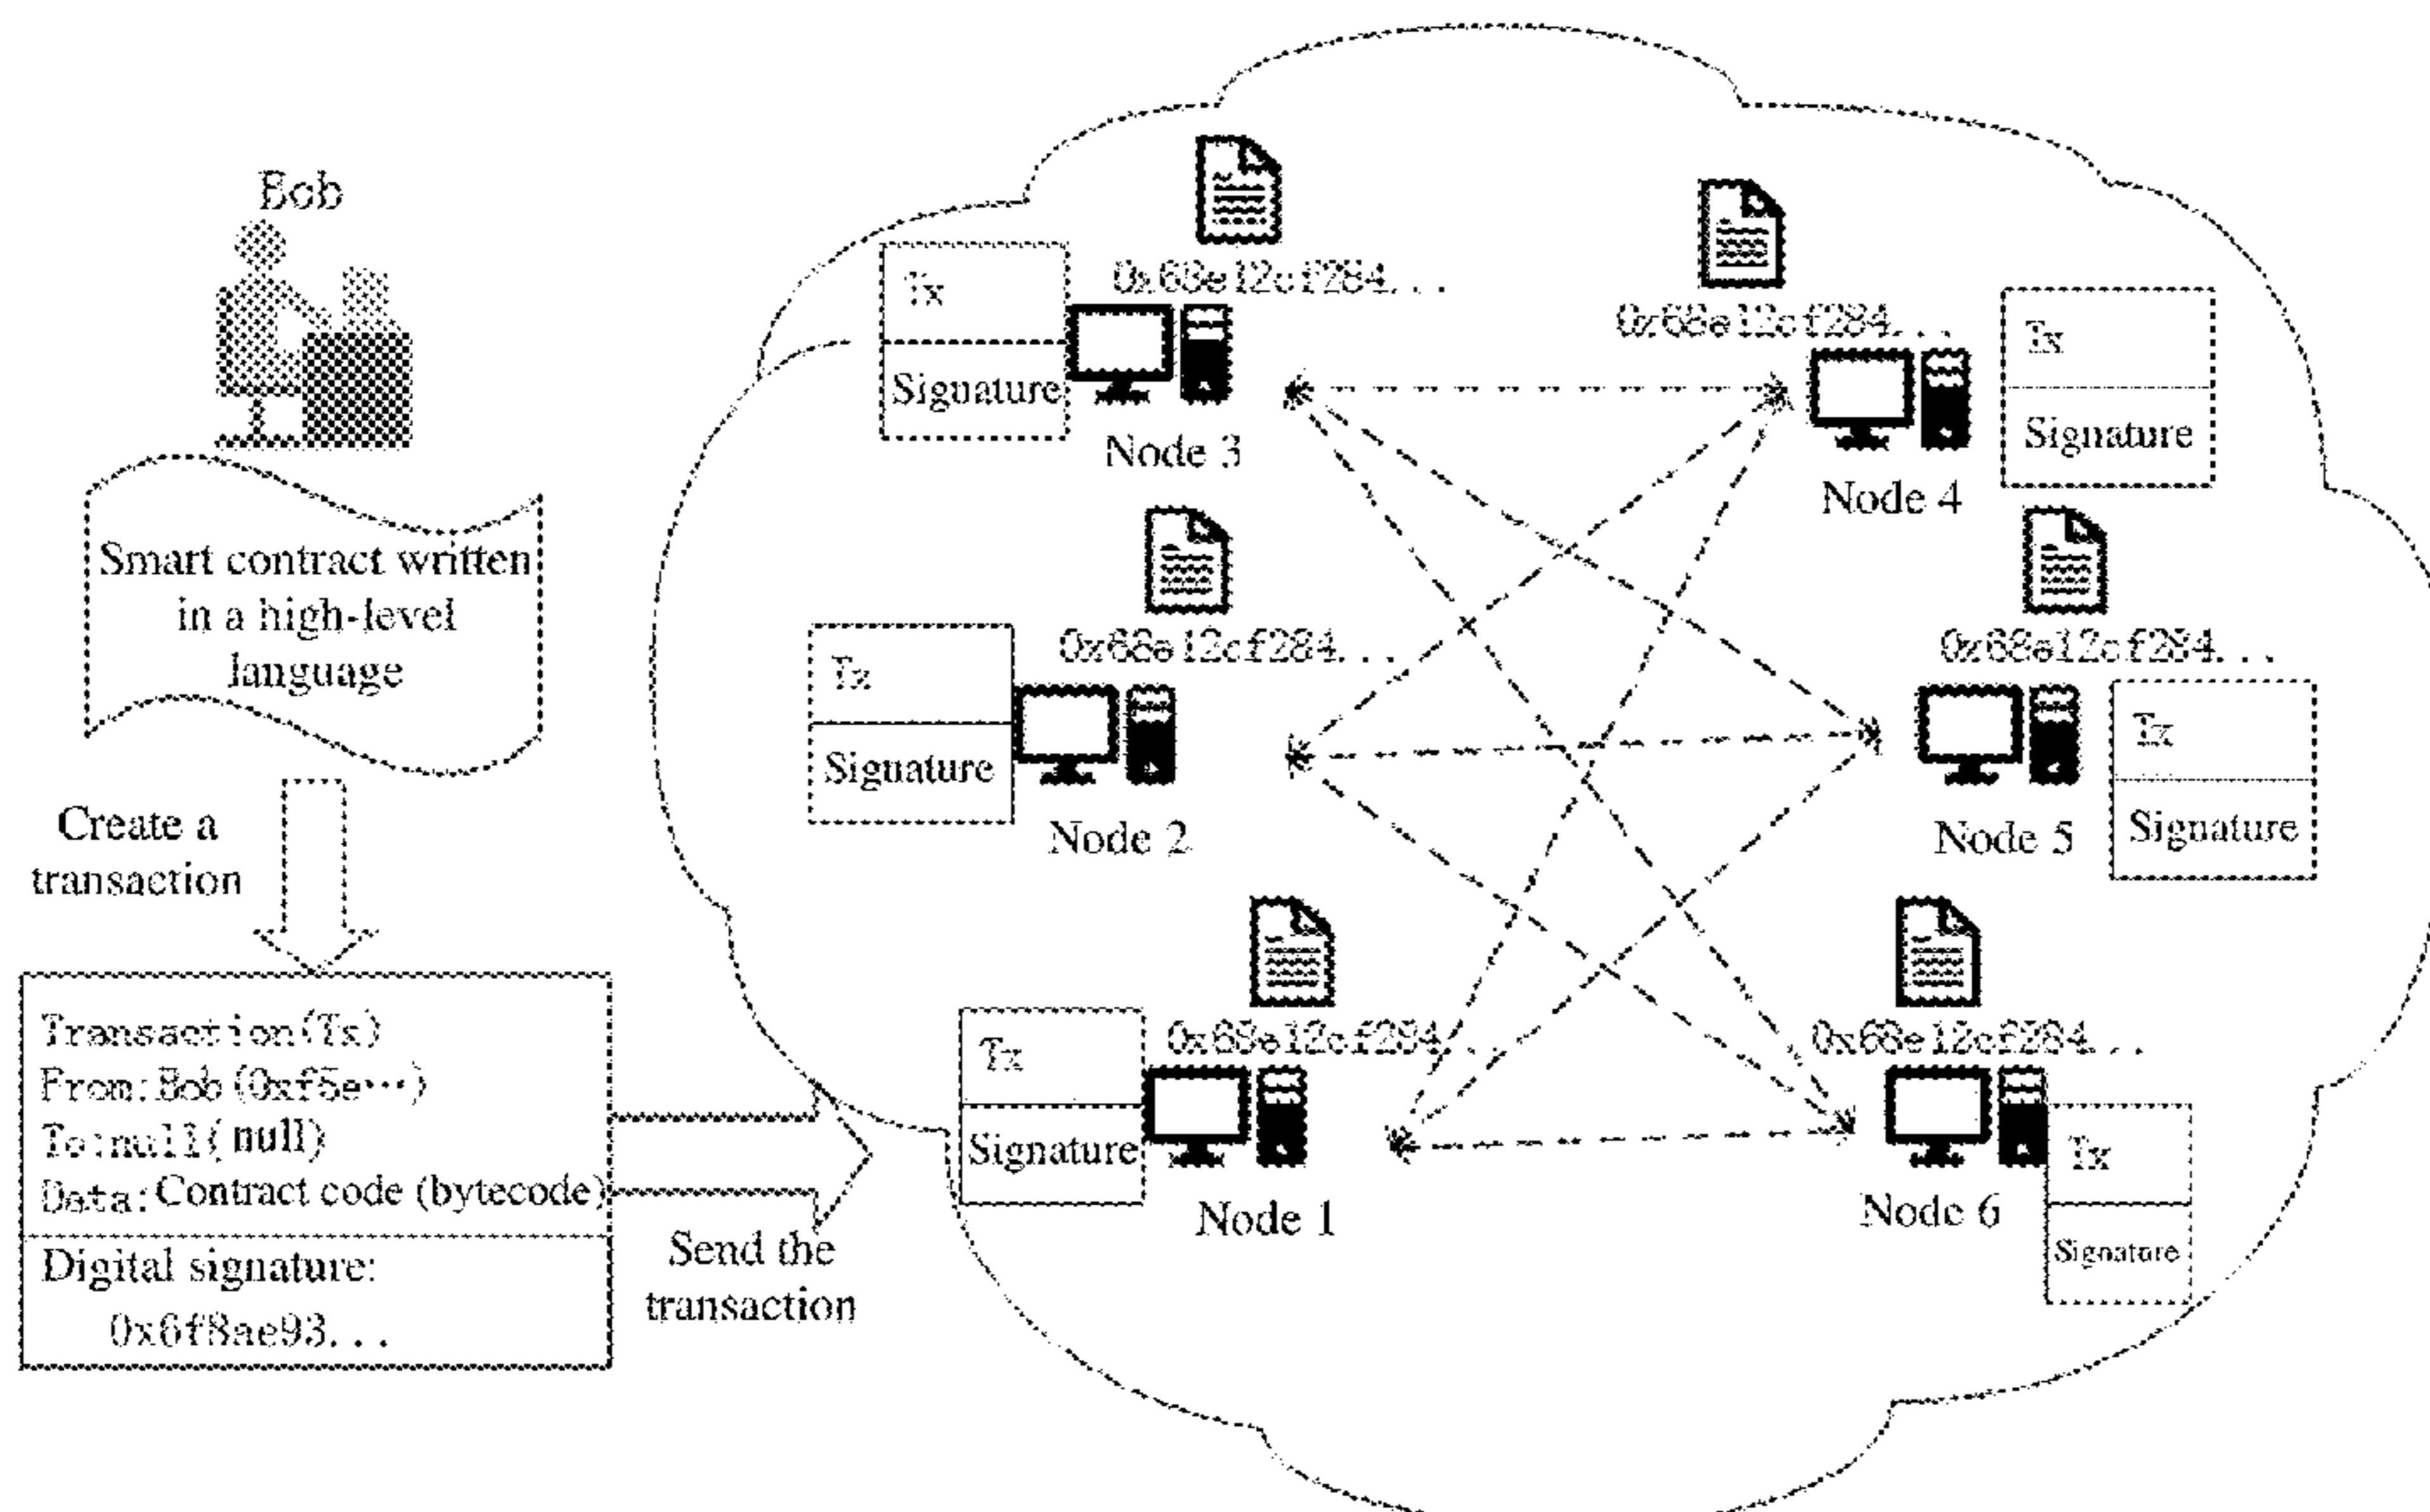 Bob
Smart contract written
in a high-level
language
Create a
transaction
Transaction(Tx)
From:Bob(0xf5e···)
To:null(null)
Data:Contract code (bytecode)
Digital signature:
0x6f8ae93...
Send the
transaction
0x68e12cf284...
Tx
Signature
Node 3
0x68e12cf284...
Tx
Signature
Node 4
0x68e12cf284...
Tx
Signature
Node 2
0x68e12cf284...
Tx
Signature
Node 5
0x68e12cf284...
Tx
Signature
Node 1
0x68e12cf284...
Tx
Signature
Node 6